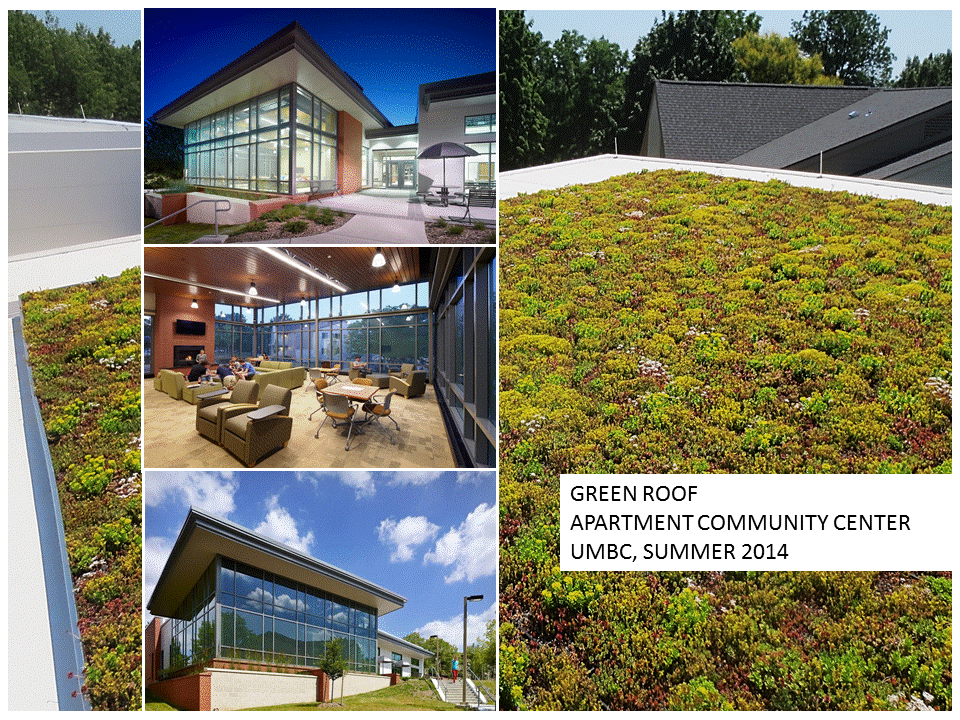 GREEN ROOF
APARTMENT COMMUNITY CENTER
UMBC, SUMMER 2014